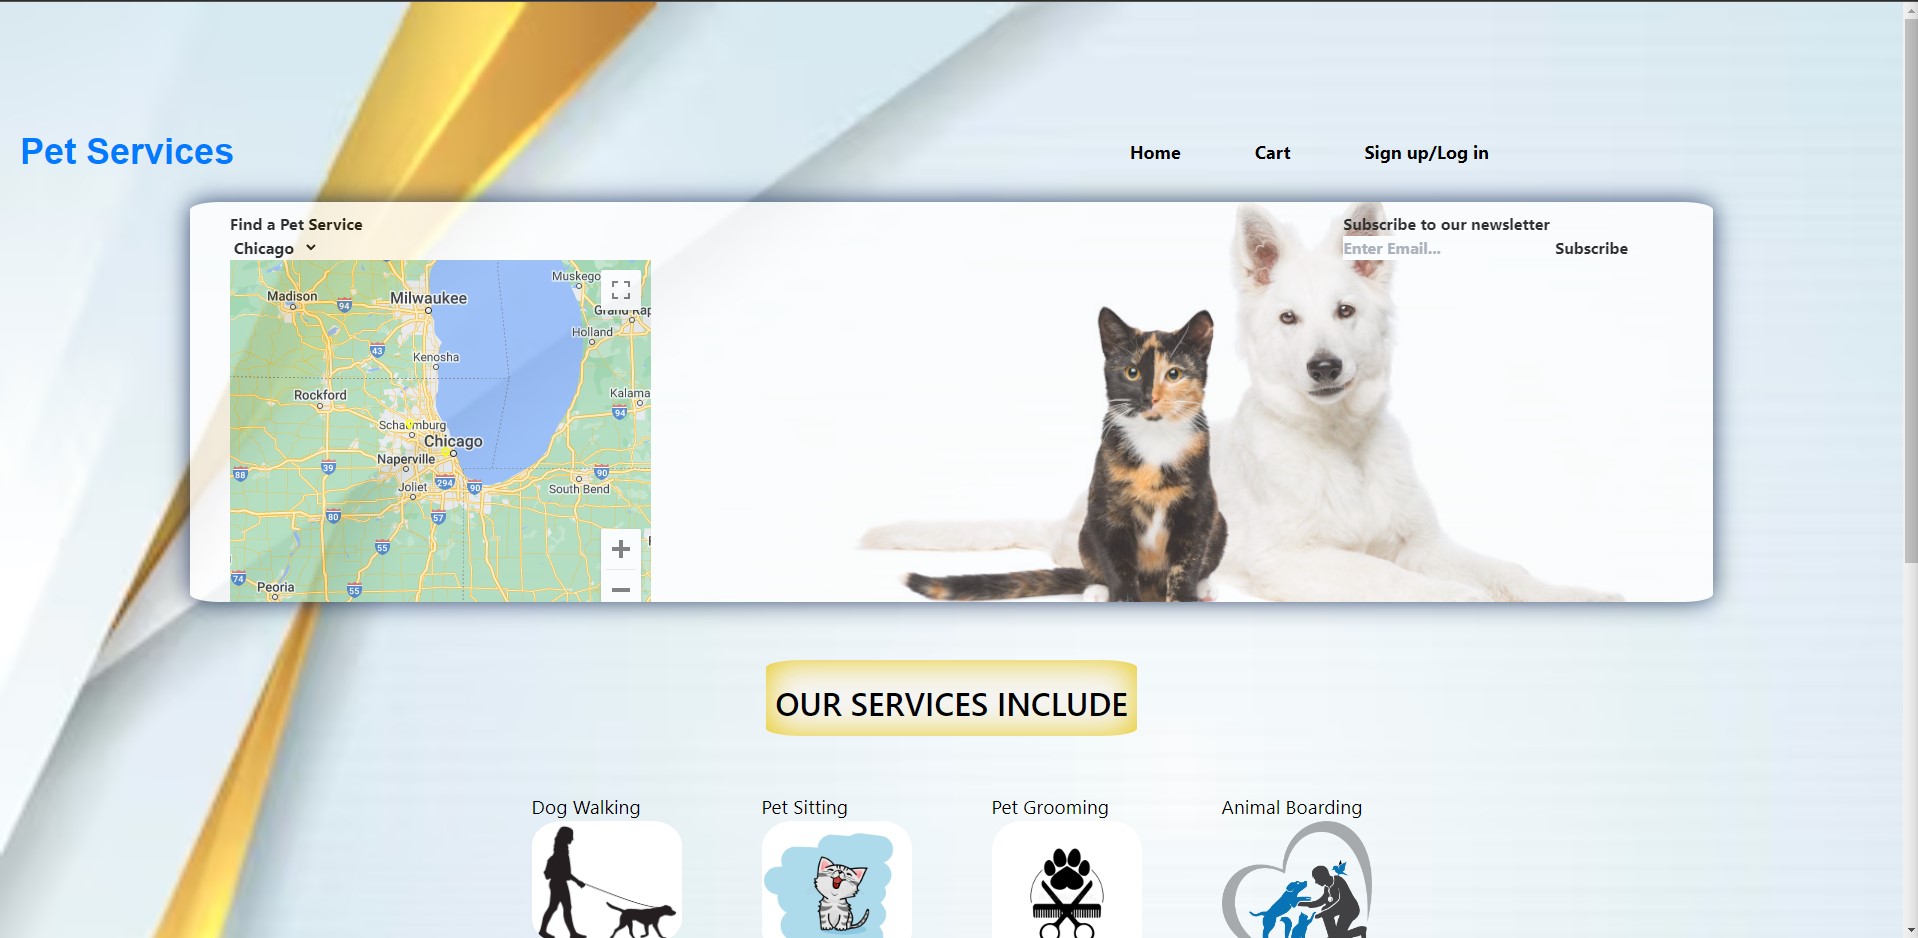 Pet Services
Home
Cart
Sign up/Log in
Find a Pet Service
Chicago
Subscribe to our newsletter
Enter Email...
Subscribe
Muskego
Madison
94
Milwaukee
Grand Rap
Holland
43
Kenosha
Rockford
Kalama
94
Schaumburg
Chicago
Naperville
88
39
90
294
90
Joliet
South Bend
80
57
55
74
Peoria
55
OUR SERVICES INCLUDE
Dog Walking
Pet Sitting
Pet Grooming
Animal Boarding